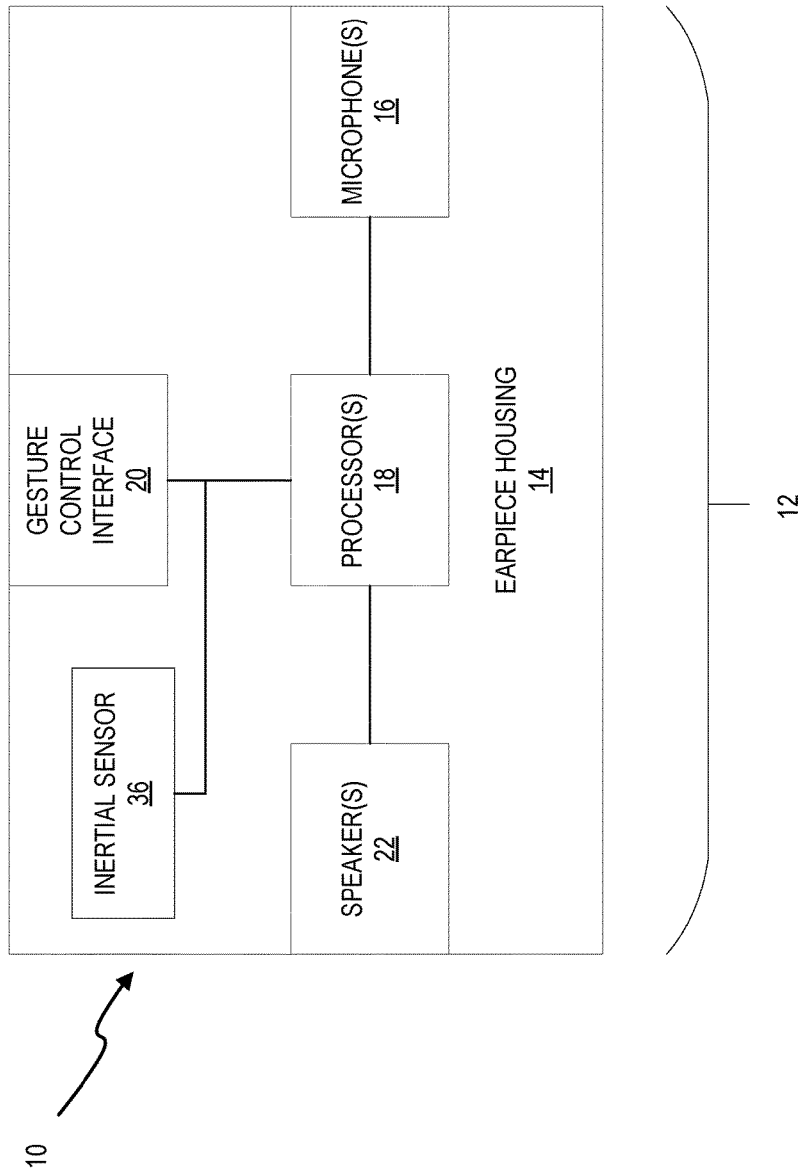 10
INERTIAL SENSOR
36
GESTURE
CONTROL
INTERFACE
20
SPEAKER(S)
22
PROCESSOR(S)
18
MICROPHONE(S)
16
EARPIECE HOUSING
14
12